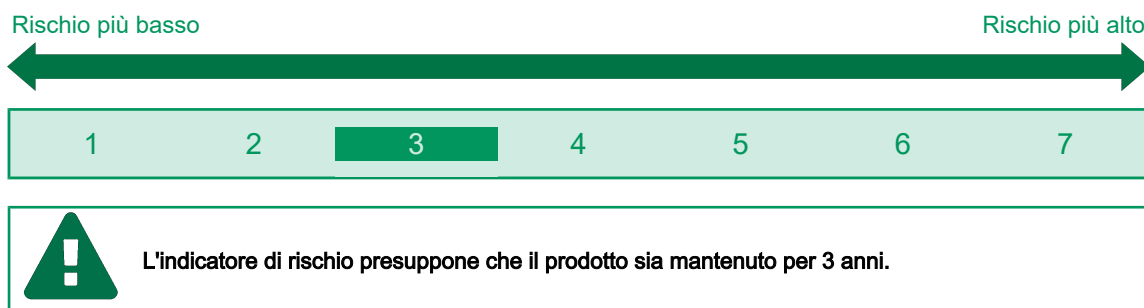 Rischio più basso Rischio più alto
1 2 3 4 5 6 7
L'indicatore di rischio presuppone che il prodotto sia mantenuto per 3 anni.